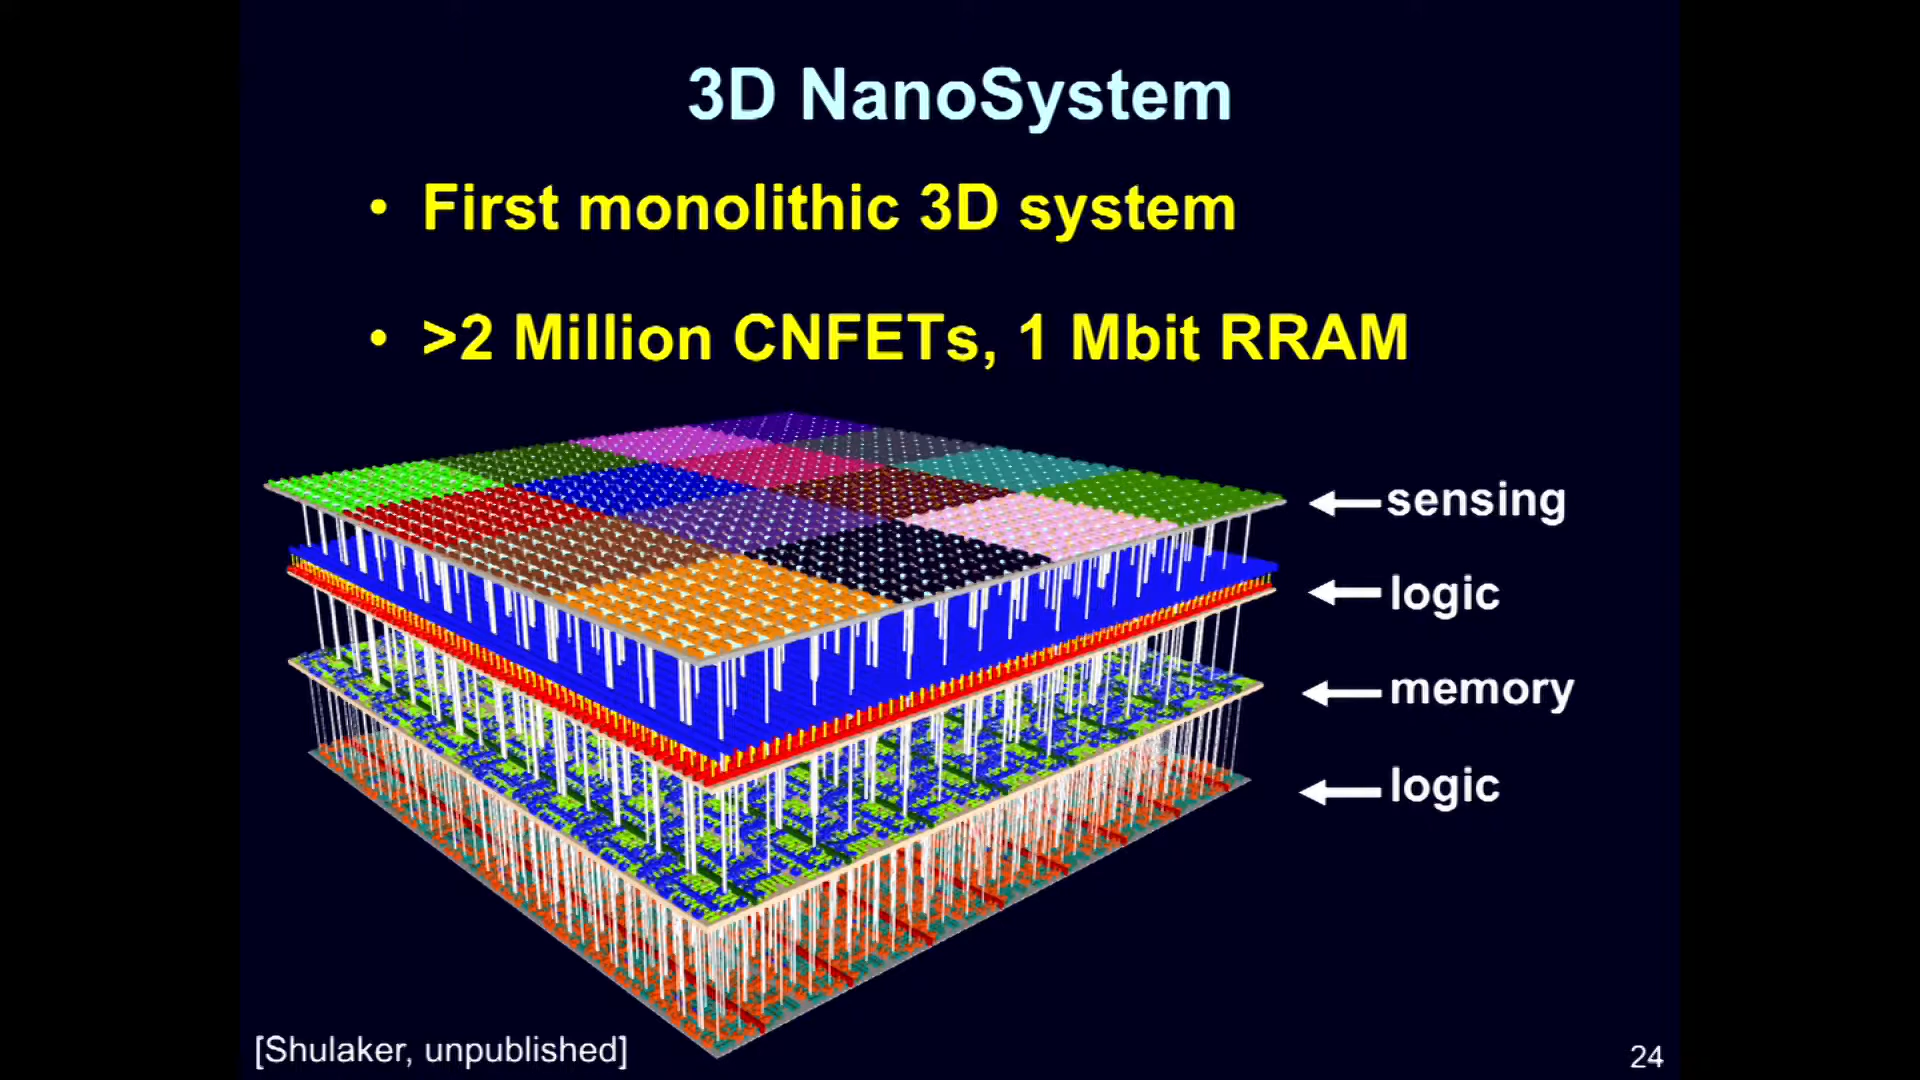 3D NanoSystem
• First monolithic 3D system
• >2 Million CNFETs, 1 Mbit RRAM
sensing
logic
memory
logic
[Shulaker, unpublished]
24